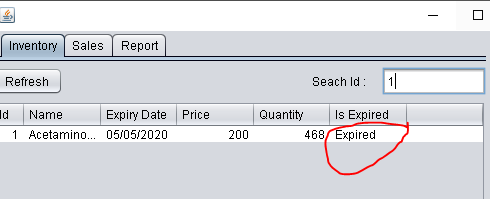 Inventory Sales Report
Refresh Seach Id : 1
Id Name Expiry Date Price Quantity Is Expired
1 Acetamino... 05/05/2020 200 468 Expired